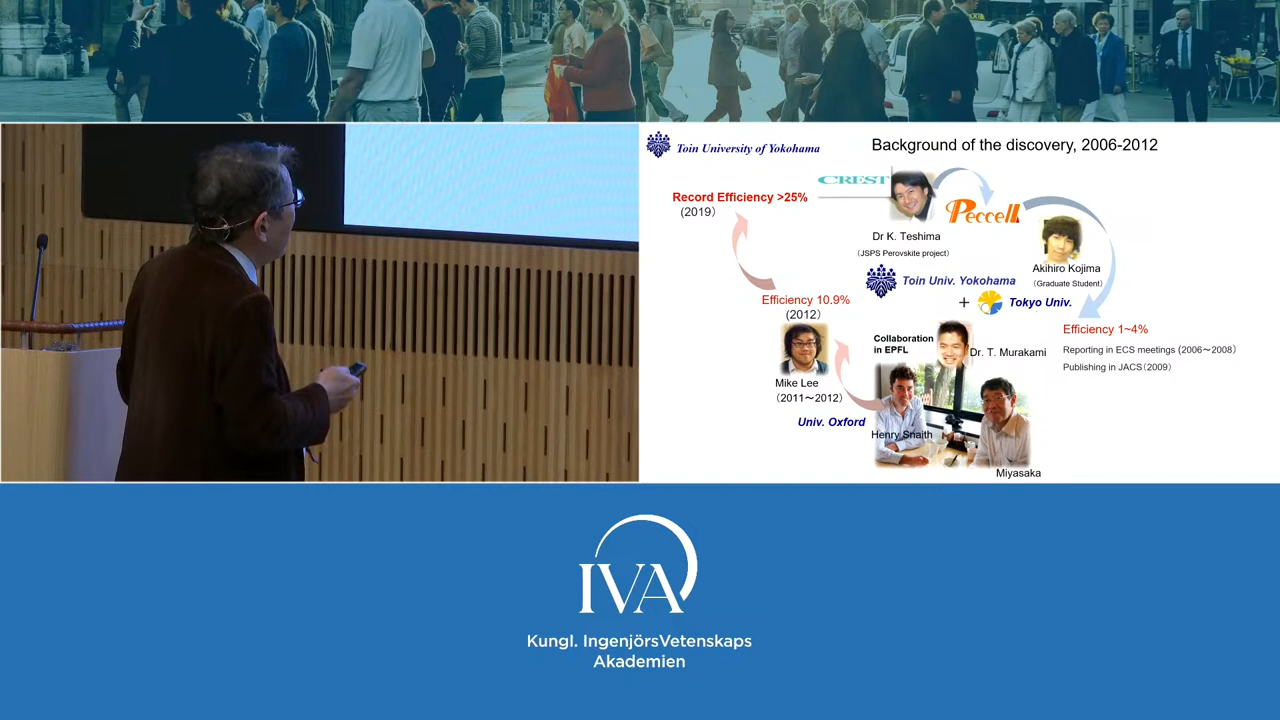 Toin University of Yokohama
Background of the discovery, 2006-2012
CREST
Record Efficiency >25%
(2019)
Peccell
Dr K. Teshima
(JSPS Perovskite project)
Akihiro Kojima
(Graduate Student)
Toin Univ. Yokohama
+
Tokyo Univ.
Efficiency 10.9%
(2012)
Efficiency 1~4%
Reporting in ECS meetings (2006～2008)
Publishing in JACS(2009)
Collaboration
in EPFL
Dr. T. Murakami
Mike Lee
(2011～2012)
Univ. Oxford
Henry Snaith
Miyasaka
IVA
Kungl. IngenjörsVetenskaps
Akademien